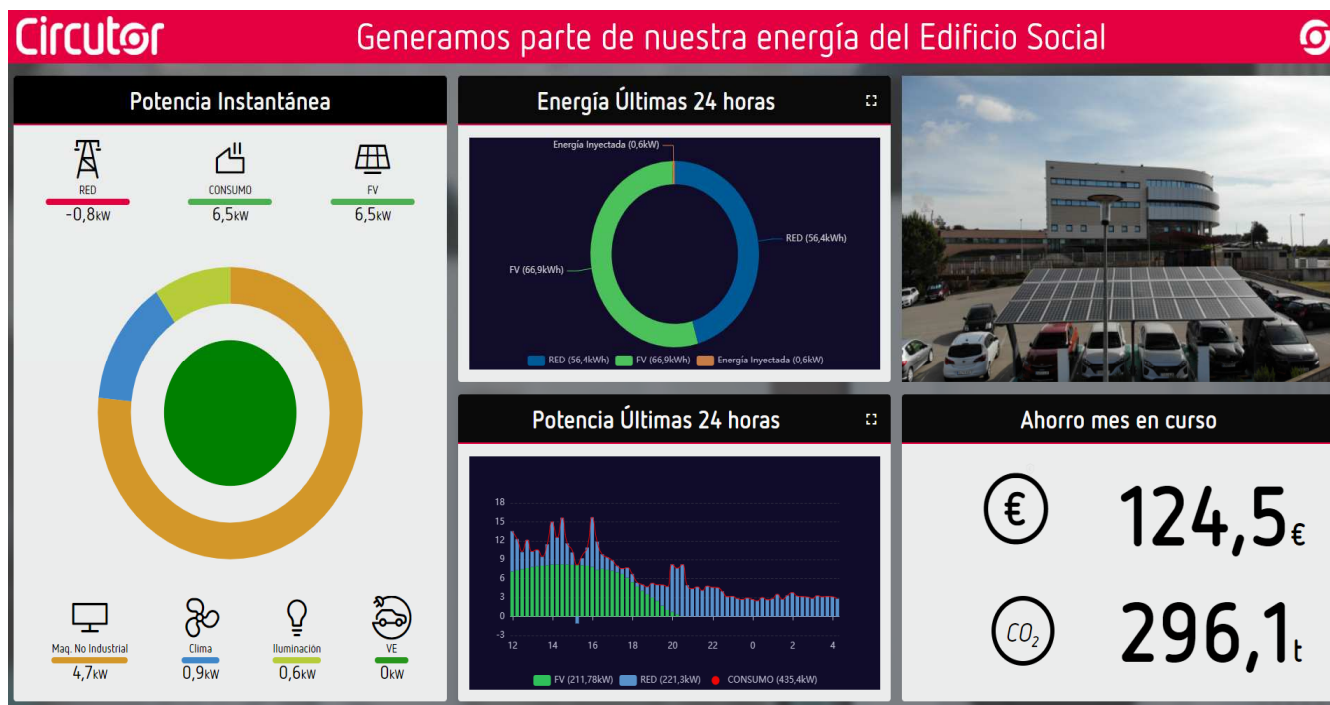 Circutor
Generamos parte de nuestra energía del Edificio Social
Potencia Instantánea
RED
-0,8kW
CONSUMO
6,5kW
FV
6,5kW
Maq. No Industrial
4,7kW
Clima
0,9kW
Iluminación
0,6kW
VE
0kW
Energía Últimas 24 horas
Energía Inyectada (0,6kW)
RED (56,4kWh)
FV (66,9kWh)
RED (56,4kWh) FV (66,9kWh) Energía Inyectada (0,6kW)
Potencia Últimas 24 horas
18
15
12
9
6
3
0
-3
12 14 16 18 20 22 0 2 4
FV (211,78kW) RED (221,3kW) CONSUMO (435,4kW)
Ahorro mes en curso
€ 124,5€
CO₂ 296,1t